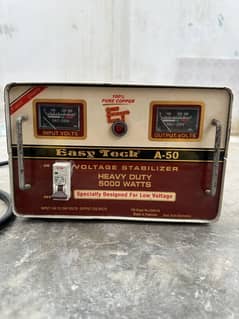 100%
PURE COPPER
ET
INPUT VOLTS
OUTPUT VOLTS
Easy Teck A-50
VOLTAGE STABILIZER
HEAVY DUTY
5000 WATTS
Specially Designed For Low Voltage